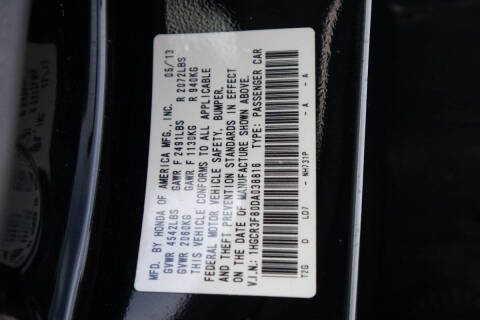 MFD. BY HONDA OF AMERICA MFG., INC. 05/13
GVWR 4542LBS GAWR F 2491LBS R 2072LBS
GVWR 2060KG GAWR F 1130KG R 940KG
THIS VEHICLE CONFORMS TO ALL APPLICABLE
FEDERAL MOTOR VEHICLE SAFETY, BUMPER,
AND THEFT PREVENTION STANDARDS IN EFFECT
ON THE DATE OF MANUFACTURE SHOWN ABOVE.
V.I.N.: 1HGCR3F80DA038816 TYPE: PASSENGER CAR
T2G D LD7 - NH731P - A - A